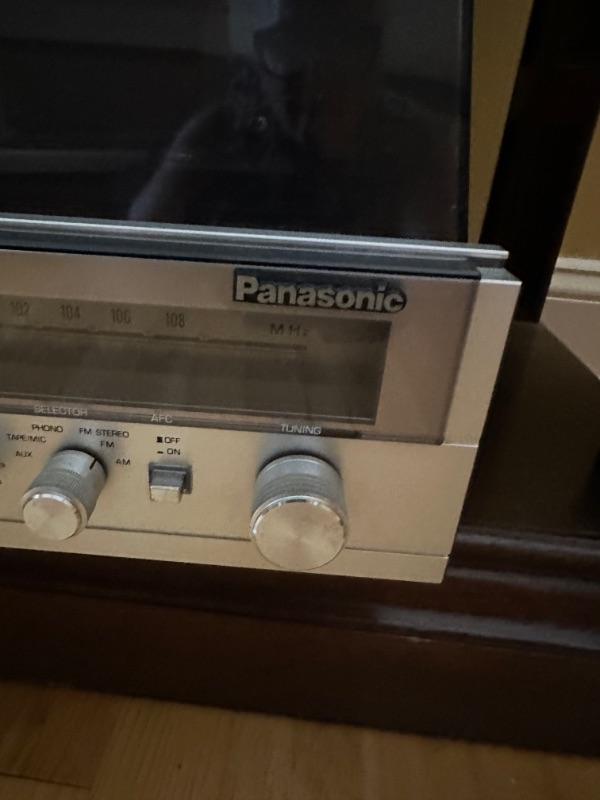 Panasonic
102 104 106 108 MHz
SELECTOR AFC TUNING
PHONO FM STEREO OFF
TAPE/MIC FM
AUX AM ON